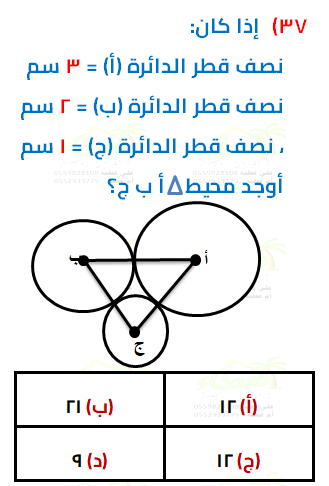 ٣٧) إذا كان:
نصف قطر الدائرة (أ) = ٣ سم
نصف قطر الدائرة (ب) = ٢ سم
، نصف قطر الدائرة (ج) = ١ سم
أوجد محيط Δ أ ب ج؟
ب أ
ج
(أ) ١٢ (ب) ٢١
(ج) ١٢ (د) ٩